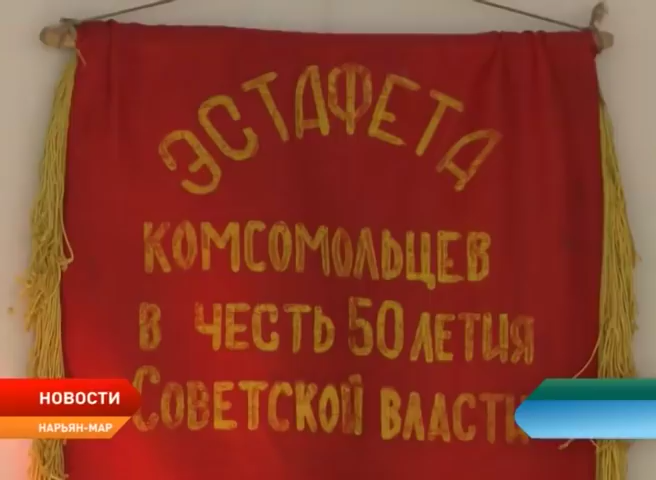 ЭСТАФЕТА
КОМСОМОЛЬЦЕВ
В ЧЕСТЬ 50 ЛЕТИЯ
СОВЕТСКОЙ ВЛАСТИ
НОВОСТИ
НАРЬЯН-МАР